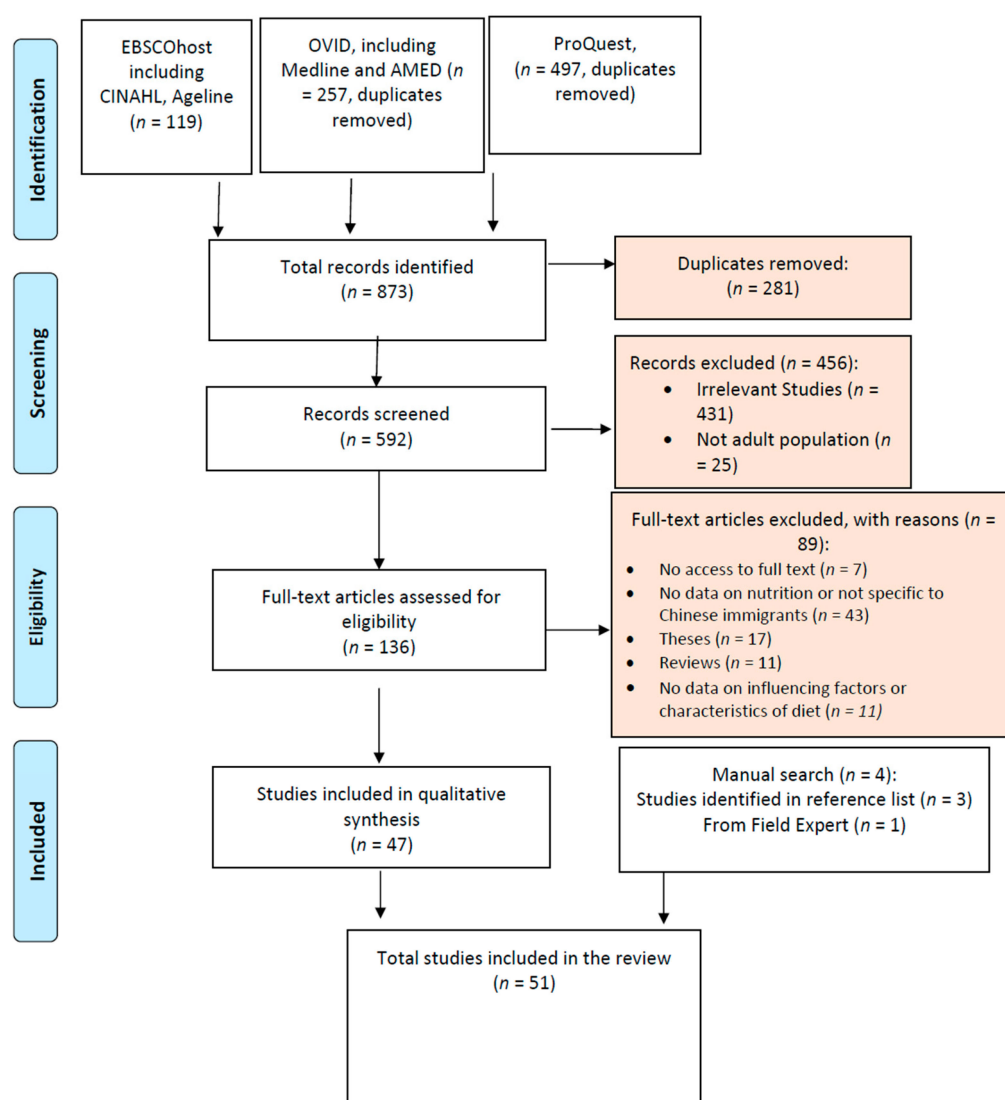 Identification
EBSCOhost
including
CINAHL, Ageline
(n = 119)
OVID, including
Medline and AMED (n
= 257, duplicates
removed)
ProQuest,
(n = 497, duplicates
removed)
Total records identified
(n = 873)
Duplicates removed:
(n = 281)
Screening
Records screened
(n = 592)
Records excluded (n = 456):
• Irrelevant Studies (n =
431)
• Not adult population (n
= 25)
Eligibility
Full-text articles assessed for
eligibility
(n = 136)
Full-text articles excluded, with reasons (n =
89):
• No access to full text (n = 7)
• No data on nutrition or not specific to
Chinese immigrants (n = 43)
• Theses (n = 17)
• Reviews (n = 11)
• No data on influencing factors or
characteristics of diet (n = 11)
Included
Studies included in qualitative
synthesis
(n = 47)
Manual search (n = 4):
Studies identified in reference list (n = 3)
From Field Expert (n = 1)
Total studies included in the review
(n = 51)